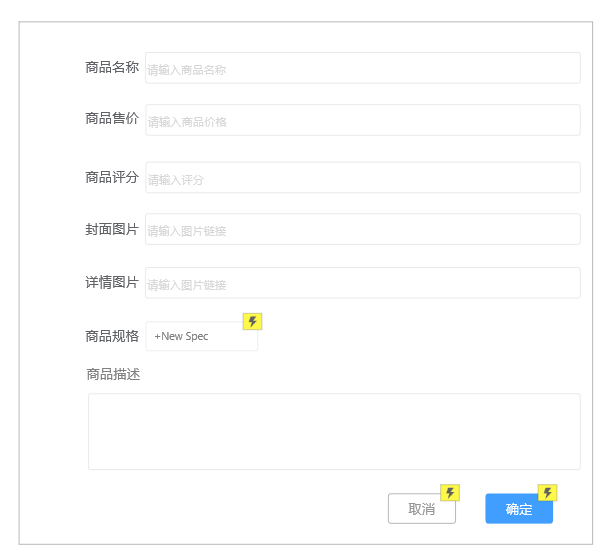 商品名称 请输入商品名称
商品售价 请输入商品价格
商品评分 请输入评分
封面图片 请输入图片链接
详情图片 请输入图片链接
商品规格 +New Spec
商品描述
取消 确定